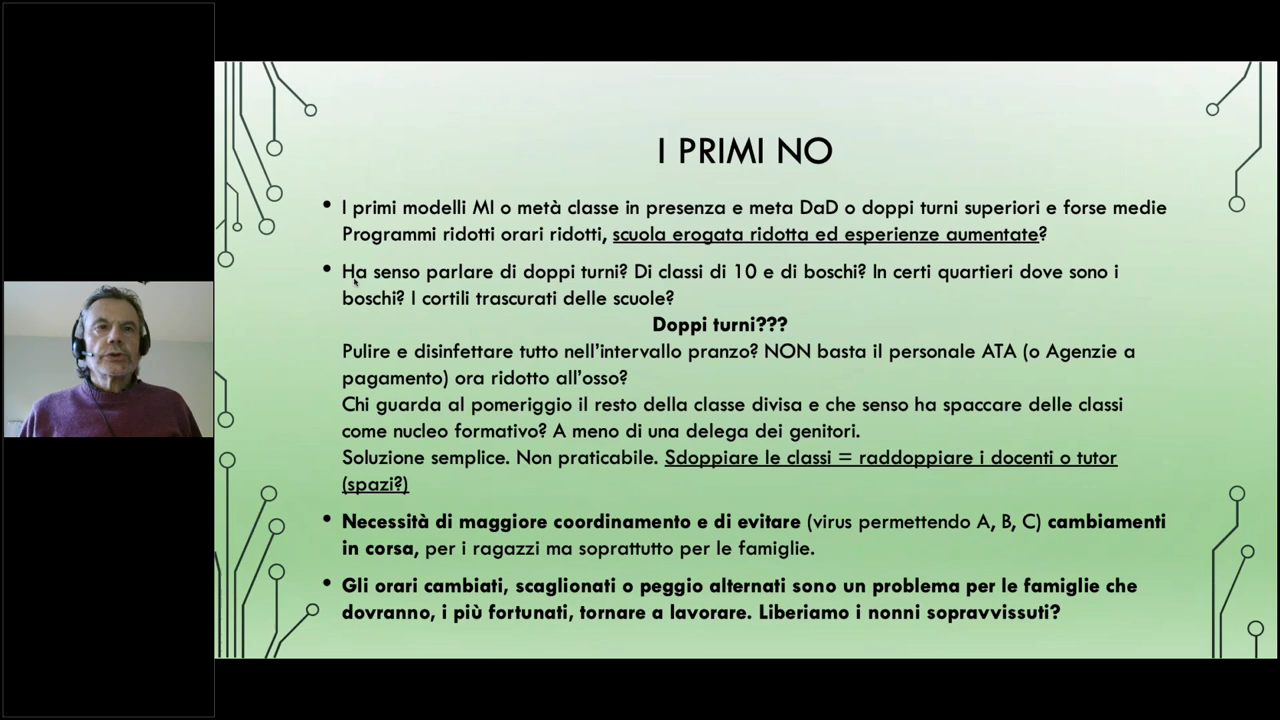 I PRIMI NO
• I primi modelli MI o metà classe in presenza e meta DaD o doppi turni superiori e forse medie
Programmi ridotti orari ridotti, scuola erogata ridotta ed esperienze aumentate?
• Ha senso parlare di doppi turni? Di classi di 10 e di boschi? In certi quartieri dove sono i
boschi? I cortili trascurati delle scuole?
Doppi turni???
Pulire e disinfettare tutto nell'intervallo pranzo? NON basta il personale ATA (o Agenzie a
pagamento) ora ridotto all'osso?
Chi guarda al pomeriggio il resto della classe divisa e che senso ha spaccare delle classi
come nucleo formativo? A meno di una delega dei genitori.
Soluzione semplice. Non praticabile. Sdoppiare le classi = raddoppiare i docenti o tutor
(spazi?)
• Necessità di maggiore coordinamento e di evitare (virus permettendo A, B, C) cambiamenti
in corsa, per i ragazzi ma soprattutto per le famiglie.
• Gli orari cambiati, scaglionati o peggio alternati sono un problema per le famiglie che
dovranno, i più fortunati, tornare a lavorare. Liberiamo i nonni sopravvissuti?